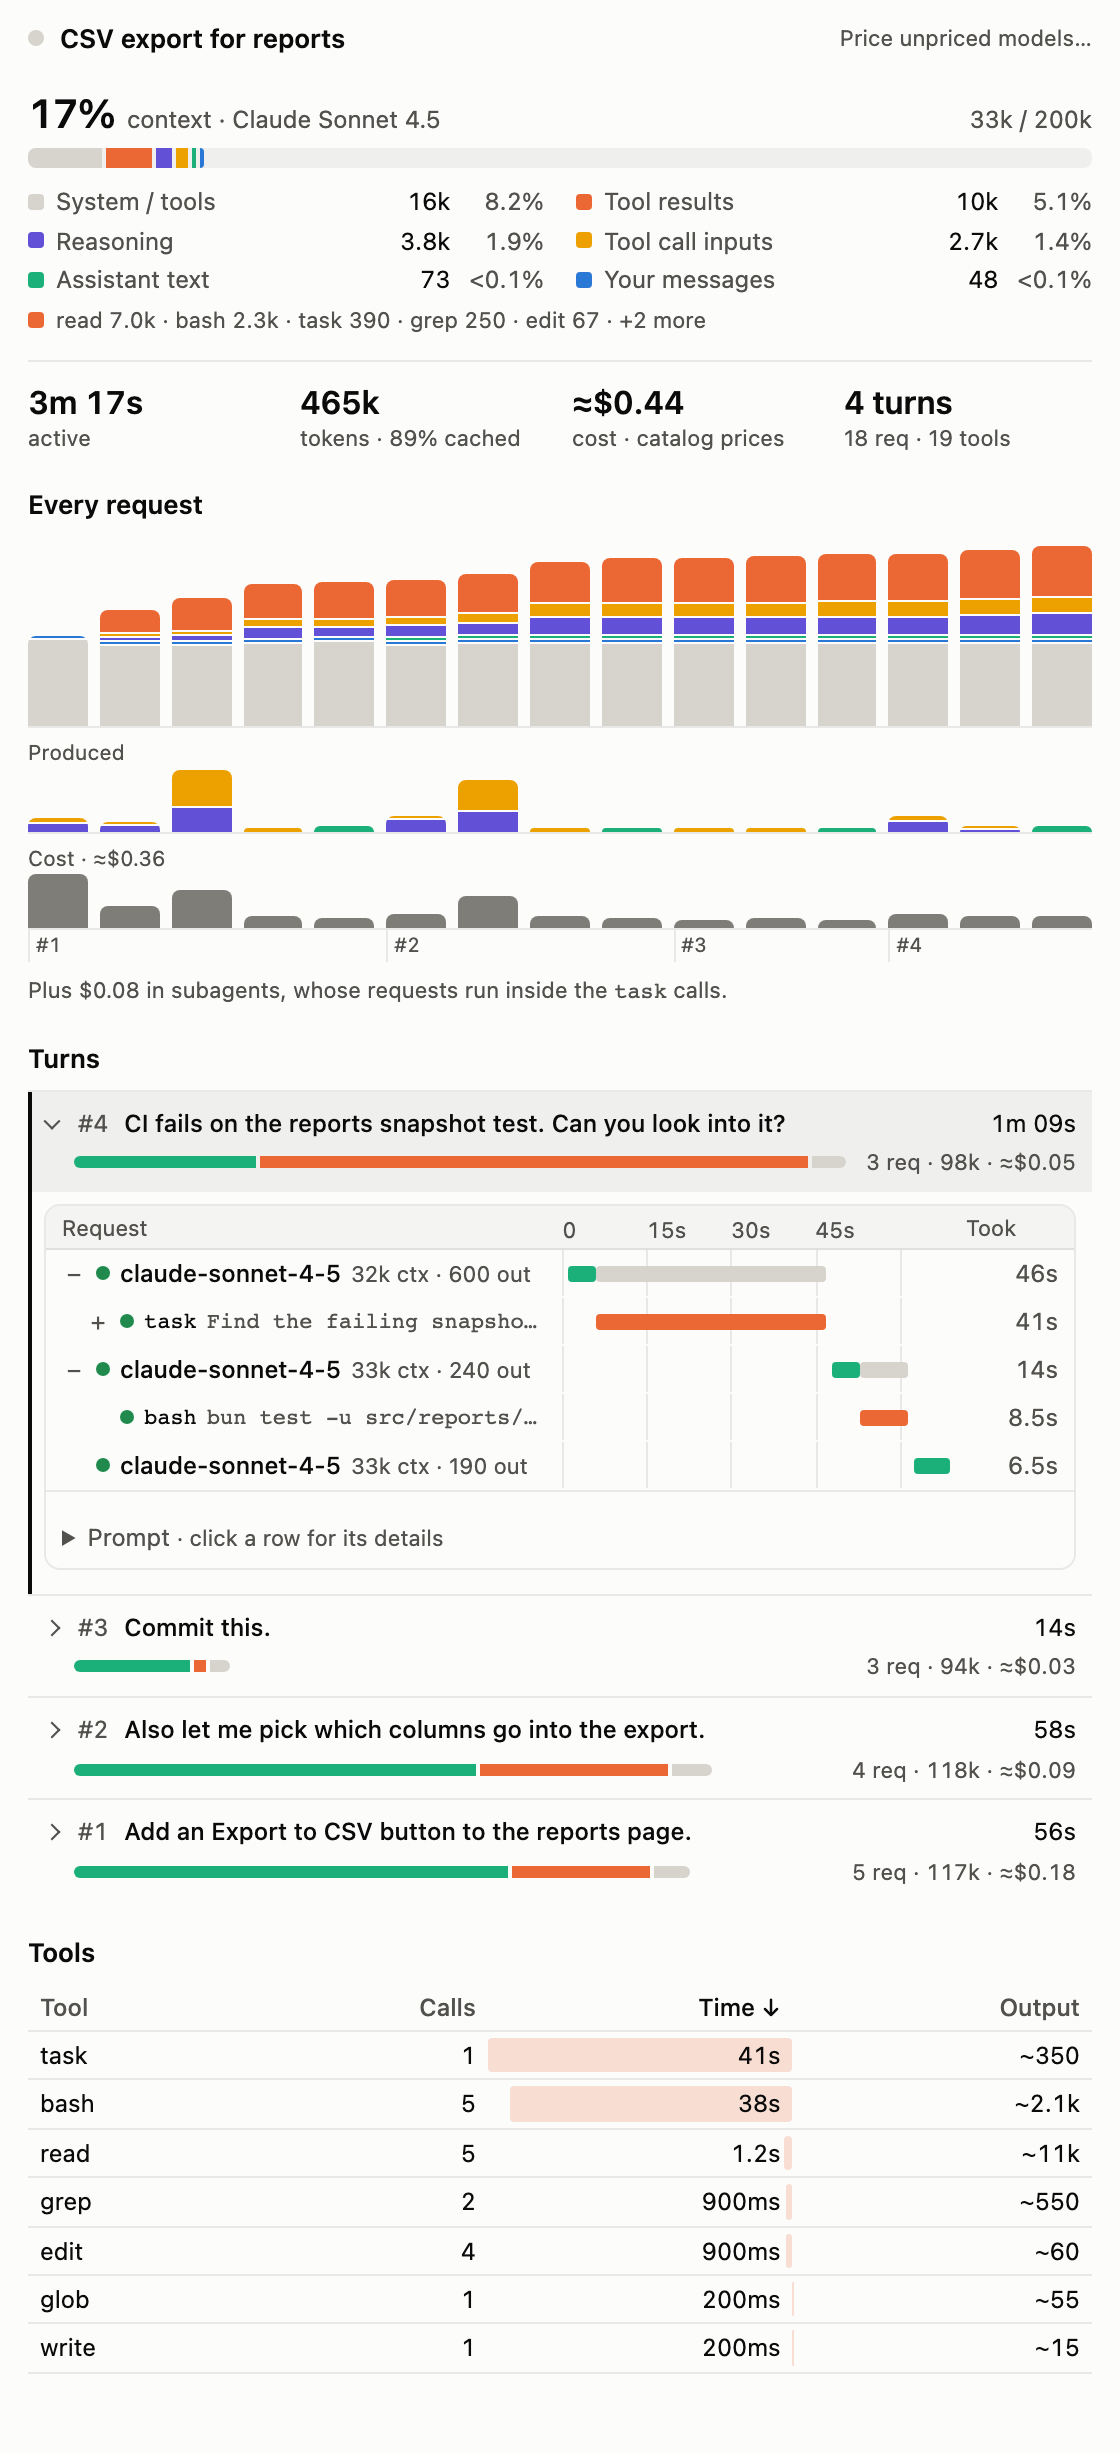 CSV export for reports Price unpriced models...
17% context · Claude Sonnet 4.5 33k / 200k
System / tools 16k 8.2% Tool results 10k 5.1%
Reasoning 3.8k 1.9% Tool call inputs 2.7k 1.4%
Assistant text 73 <0.1% Your messages 48 <0.1%
read 7.0k · bash 2.3k · task 390 · grep 250 · edit 67 · +2 more
3m 17s 465k ≈$0.44 4 turns
active tokens · 89% cached cost · catalog prices 18 req · 19 tools
Every request
Produced
Cost · ≈$0.36
#1 #2 #3 #4
Plus $0.08 in subagents, whose requests run inside the task calls.
Turns
#4 CI fails on the reports snapshot test. Can you look into it? 1m 09s
3 req · 98k · ≈$0.05
Request 0 15s 30s 45s Took
− claude-sonnet-4-5 32k ctx · 600 out 46s
+ task Find the failing snapsho… 41s
− claude-sonnet-4-5 33k ctx · 240 out 14s
bash bun test -u src/reports/… 8.5s
claude-sonnet-4-5 33k ctx · 190 out 6.5s
▶ Prompt · click a row for its details
#3 Commit this. 14s
3 req · 94k · ≈$0.03
#2 Also let me pick which columns go into the export. 58s
4 req · 118k · ≈$0.09
#1 Add an Export to CSV button to the reports page. 56s
5 req · 117k · ≈$0.18
Tools
Tool Calls Time ↓ Output
task 1 41s ~350
bash 5 38s ~2.1k
read 5 1.2s ~11k
grep 2 900ms ~550
edit 4 900ms ~60
glob 1 200ms ~55
write 1 200ms ~15